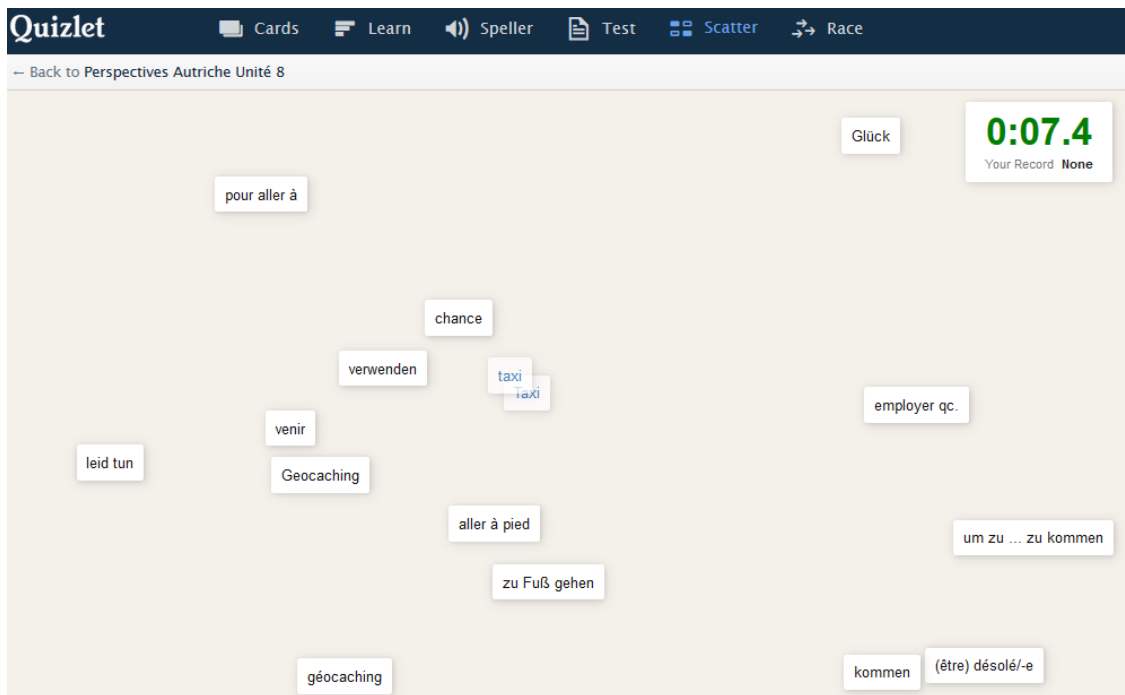 Quizlet
Cards
Learn
Speller
Test
Scatter
Race
← Back to Perspectives Autriche Unité 8
Glück
0:07.4
Your Record None
pour aller à
chance
verwenden
taxi
Taxi
employer qc.
venir
leid tun
Geocaching
aller à pied
um zu ... zu kommen
zu Fuß gehen
géocaching
kommen
(être) désolé/-e